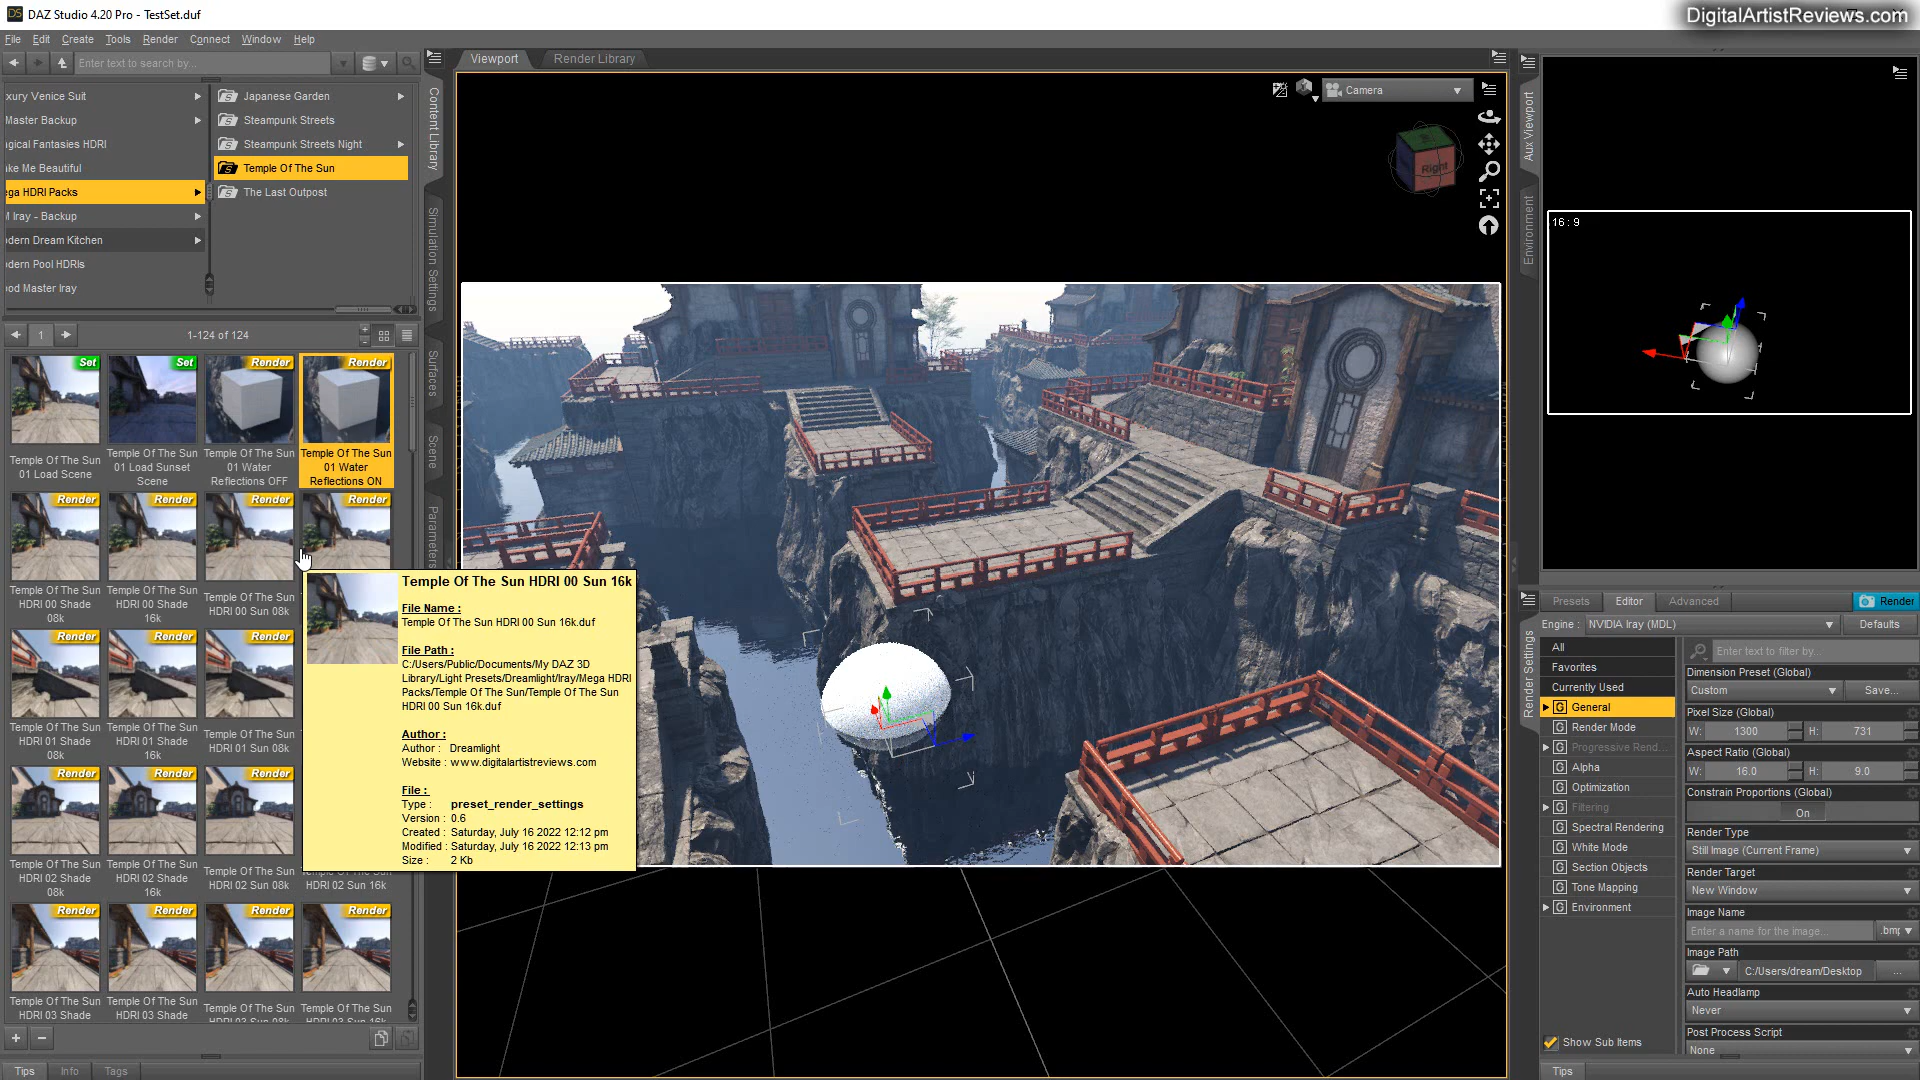 DAZ Studio 4.20 Pro - TestSet.duf
DigitalArtistReviews.com
File Edit Create Tools Render Connect Window Help
Enter text to search by...
xury Venice Suit
Master Backup
agical Fantasies HDRI
ake Me Beautiful
ega HDRI Packs
M Iray - Backup
odern Dream Kitchen
odern Pool HDRIs
ood Master Iray
Japanese Garden
Steampunk Streets
Steampunk Streets Night
Temple Of The Sun
The Last Outpost
1
1-124 of 124
Set
Temple Of The Sun
01 Load Scene
Set
Temple Of The Sun
01 Load Sunset
Scene
Render
Temple Of The Sun
01 Water
Reflections OFF
Render
Temple Of The Sun
01 Water
Reflections ON
Render
Temple Of The Sun
HDRI 00 Shade
08k
Render
Temple Of The Sun
HDRI 00 Shade
16k
Render
Temple Of The Sun
HDRI 00 Sun 08k
Render
Render
Temple Of The Sun
HDRI 01 Shade
08k
Render
Temple Of The Sun
HDRI 01 Shade
16k
Render
Temple Of The Sun
HDRI 01 Sun 08k
Render
Temple Of The Sun
HDRI 02 Shade
08k
Render
Temple Of The Sun
HDRI 02 Shade
16k
Render
Temple Of The Sun
HDRI 02 Sun 08k
HDRI 02 Sun 16k
Render
Temple Of The Sun
HDRI 03 Shade
Render
Temple Of The Sun
HDRI 03 Shade
Render
Temple Of The Sun
HDRI 03 Sun 08k
Render
Temple Of The Sun
HDRI 03 Sun 16k
Tips Info Tags
Content Library
Simulation Settings
Surfaces
Scene
Parameters
Temple Of The Sun HDRI 00 Sun 16k
File Name :
Temple Of The Sun HDRI 00 Sun 16k.duf
File Path :
C:/Users/Public/Documents/My DAZ 3D
Library/Light Presets/Dreamlight/Iray/Mega HDRI
Packs/Temple Of The Sun/Temple Of The Sun
HDRI 00 Sun 16k.duf
Author :
Author : Dreamlight
Website : www.digitalartistreviews.com
File :
Type : preset_render_settings
Version : 0.6
Created : Saturday, July 16 2022 12:12 pm
Modified : Saturday, July 16 2022 12:13 pm
Size : 2 Kb
Viewport Render Library
Camera
Right
Aux Viewport
Environment
16 : 9
Render Settings
Presets Editor Advanced Render
Engine : NVIDIA Iray (MDL) Defaults
All
Favorites
Currently Used
G General
G Render Mode
G Progressive Rend...
G Alpha
G Optimization
G Filtering
G Spectral Rendering
G White Mode
G Section Objects
G Tone Mapping
G Environment
Show Sub Items
Tips
Enter text to filter by...
Dimension Preset (Global)
Custom Save...
Pixel Size (Global)
W: 1300 H: 731
Aspect Ratio (Global)
W: 16.0 H: 9.0
Constrain Proportions (Global)
On
Render Type
Still Image (Current Frame)
Render Target
New Window
Image Name
Enter a name for the image... .bmp
Image Path
C:/Users/dream/Desktop ...
Auto Headlamp
Never
Post Process Script
None